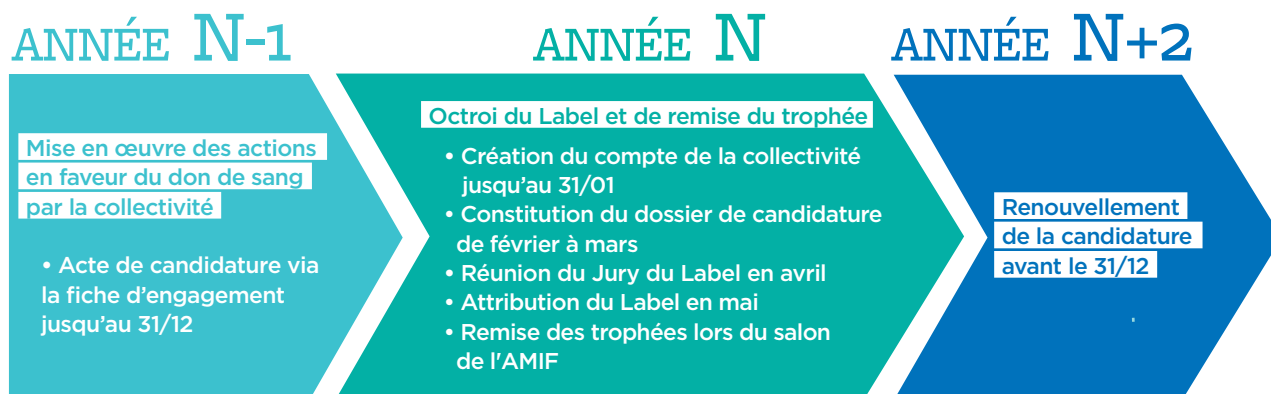 ANNÉE N-1
Mise en œuvre des actions
en faveur du don de sang
par la collectivité
• Acte de candidature via
la fiche d’engagement
jusqu’au 31/12
ANNÉE N
Octroi du Label et de remise du trophée
• Création du compte de la collectivité
jusqu’au 31/01
• Constitution du dossier de candidature
de février à mars
• Réunion du Jury du Label en avril
• Attribution du Label en mai
• Remise des trophées lors du salon
de l'AMIF
ANNÉE N+2
Renouvellement
de la candidature
avant le 31/12